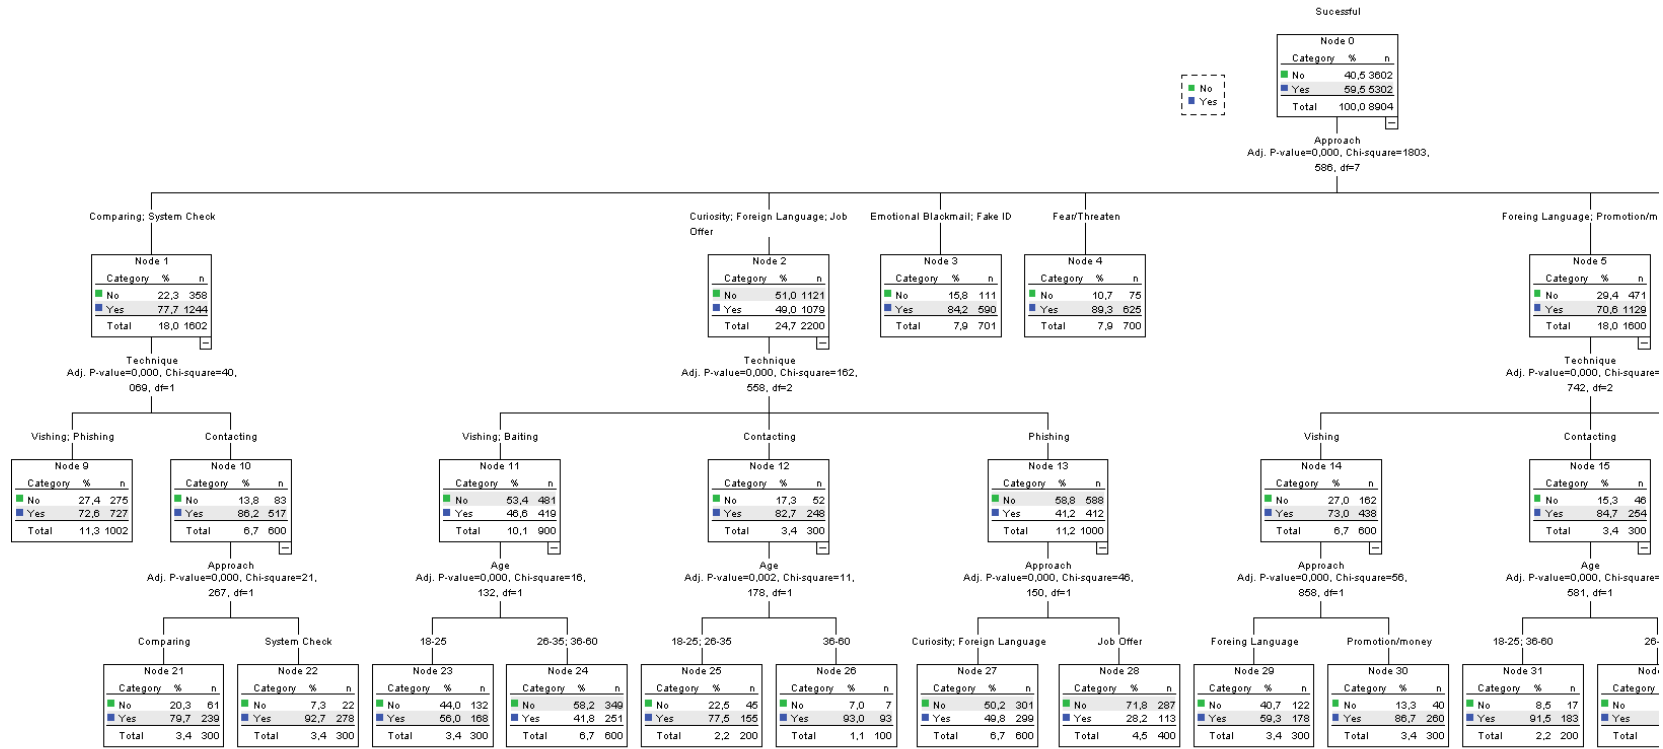 Sucessful
Node 0
Category % n
No 40,5 3602
Yes 59,5 5302
Total 100,0 8904
No
Yes
Approach
Adj. P-value=0,000, Chi-square=1803,
586, df=7
Comparing; System Check
Curiosity; Foreign Language; Job
Offer
Emotional Blackmail; Fake ID
Fear/Threaten
Foreing Language; Promotion/m
Node 1
Category % n
No 22,3 358
Yes 77,7 1244
Total 18,0 1602
Node 2
Category % n
No 51,0 1121
Yes 49,0 1079
Total 24,7 2200
Node 3
Category % n
No 15,8 111
Yes 84,2 590
Total 7,9 701
Node 4
Category % n
No 10,7 75
Yes 89,3 625
Total 7,9 700
Node 5
Category % n
No 29,4 471
Yes 70,6 1129
Total 18,0 1600
Technique
Adj. P-value=0,000, Chi-square=40,
069, df=1
Technique
Adj. P-value=0,000, Chi-square=162,
558, df=2
Technique
Adj. P-value=0,000, Chi-square=
742, df=2
Vishing; Phishing
Contacting
Vishing; Baiting
Contacting
Phishing
Vishing
Contacting
Node 9
Category % n
No 27,4 275
Yes 72,6 727
Total 11,3 1002
Node 10
Category % n
No 13,8 83
Yes 86,2 517
Total 6,7 600
Node 11
Category % n
No 53,4 481
Yes 46,6 419
Total 10,1 900
Node 12
Category % n
No 17,3 52
Yes 82,7 248
Total 3,4 300
Node 13
Category % n
No 58,8 588
Yes 41,2 412
Total 11,2 1000
Node 14
Category % n
No 27,0 162
Yes 73,0 438
Total 6,7 600
Node 15
Category % n
No 15,3 46
Yes 84,7 254
Total 3,4 300
Approach
Adj. P-value=0,000, Chi-square=21,
267, df=1
Age
Adj. P-value=0,000, Chi-square=16,
132, df=1
Age
Adj. P-value=0,002, Chi-square=11,
178, df=1
Approach
Adj. P-value=0,000, Chi-square=46,
150, df=1
Approach
Adj. P-value=0,000, Chi-square=56,
858, df=1
Age
Adj. P-value=0,000, Chi-square=
581, df=1
Comparing
System Check
18-25
26-35; 36-60
18-25; 26-35
36-60
Curiosity; Foreign Language
Job Offer
Foreing Language
Promotion/money
18-25; 36-60
26-
Node 21
Category % n
No 20,3 61
Yes 79,7 239
Total 3,4 300
Node 22
Category % n
No 7,3 22
Yes 92,7 278
Total 3,4 300
Node 23
Category % n
No 44,0 132
Yes 56,0 168
Total 3,4 300
Node 24
Category % n
No 58,2 349
Yes 41,8 251
Total 6,7 600
Node 25
Category % n
No 22,5 45
Yes 77,5 155
Total 2,2 200
Node 26
Category % n
No 7,0 7
Yes 93,0 93
Total 1,1 100
Node 27
Category % n
No 50,2 301
Yes 49,8 299
Total 6,7 600
Node 28
Category % n
No 71,8 287
Yes 28,2 113
Total 4,5 400
Node 29
Category % n
No 40,7 122
Yes 59,3 178
Total 3,4 300
Node 30
Category % n
No 13,3 40
Yes 86,7 260
Total 3,4 300
Node 31
Category % n
No 8,5 17
Yes 91,5 183
Total 2,2 200
Category
No
Yes
Total